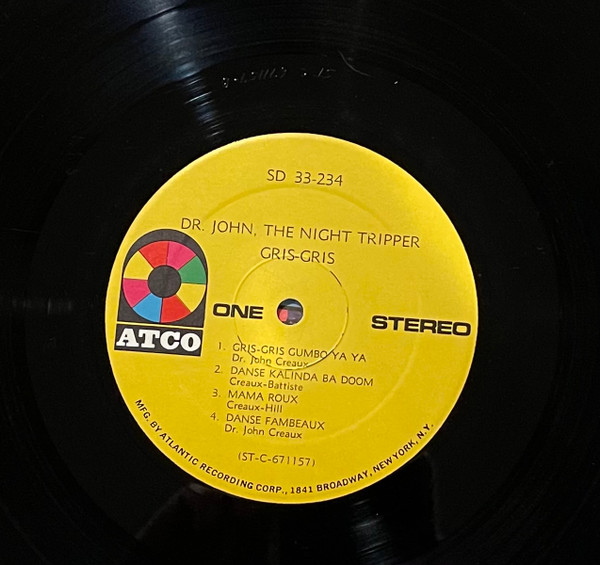 SD 33-234
DR. JOHN, THE NIGHT TRIPPER
GRIS-GRIS
ATCO
ONE
STEREO
1. GRIS-GRIS GUMBO YA YA
Dr. John Creaux
2. DANSE KALINDA BA DOOM
Creaux-Battiste
3. MAMA ROUX
Creaux-Hill
4. DANSE FAMBEAUX
Dr. John Creaux
(ST-C-671157)
MFG. BY ATLANTIC RECORDING CORP., 1841 BROADWAY, NEW YORK, N.Y.